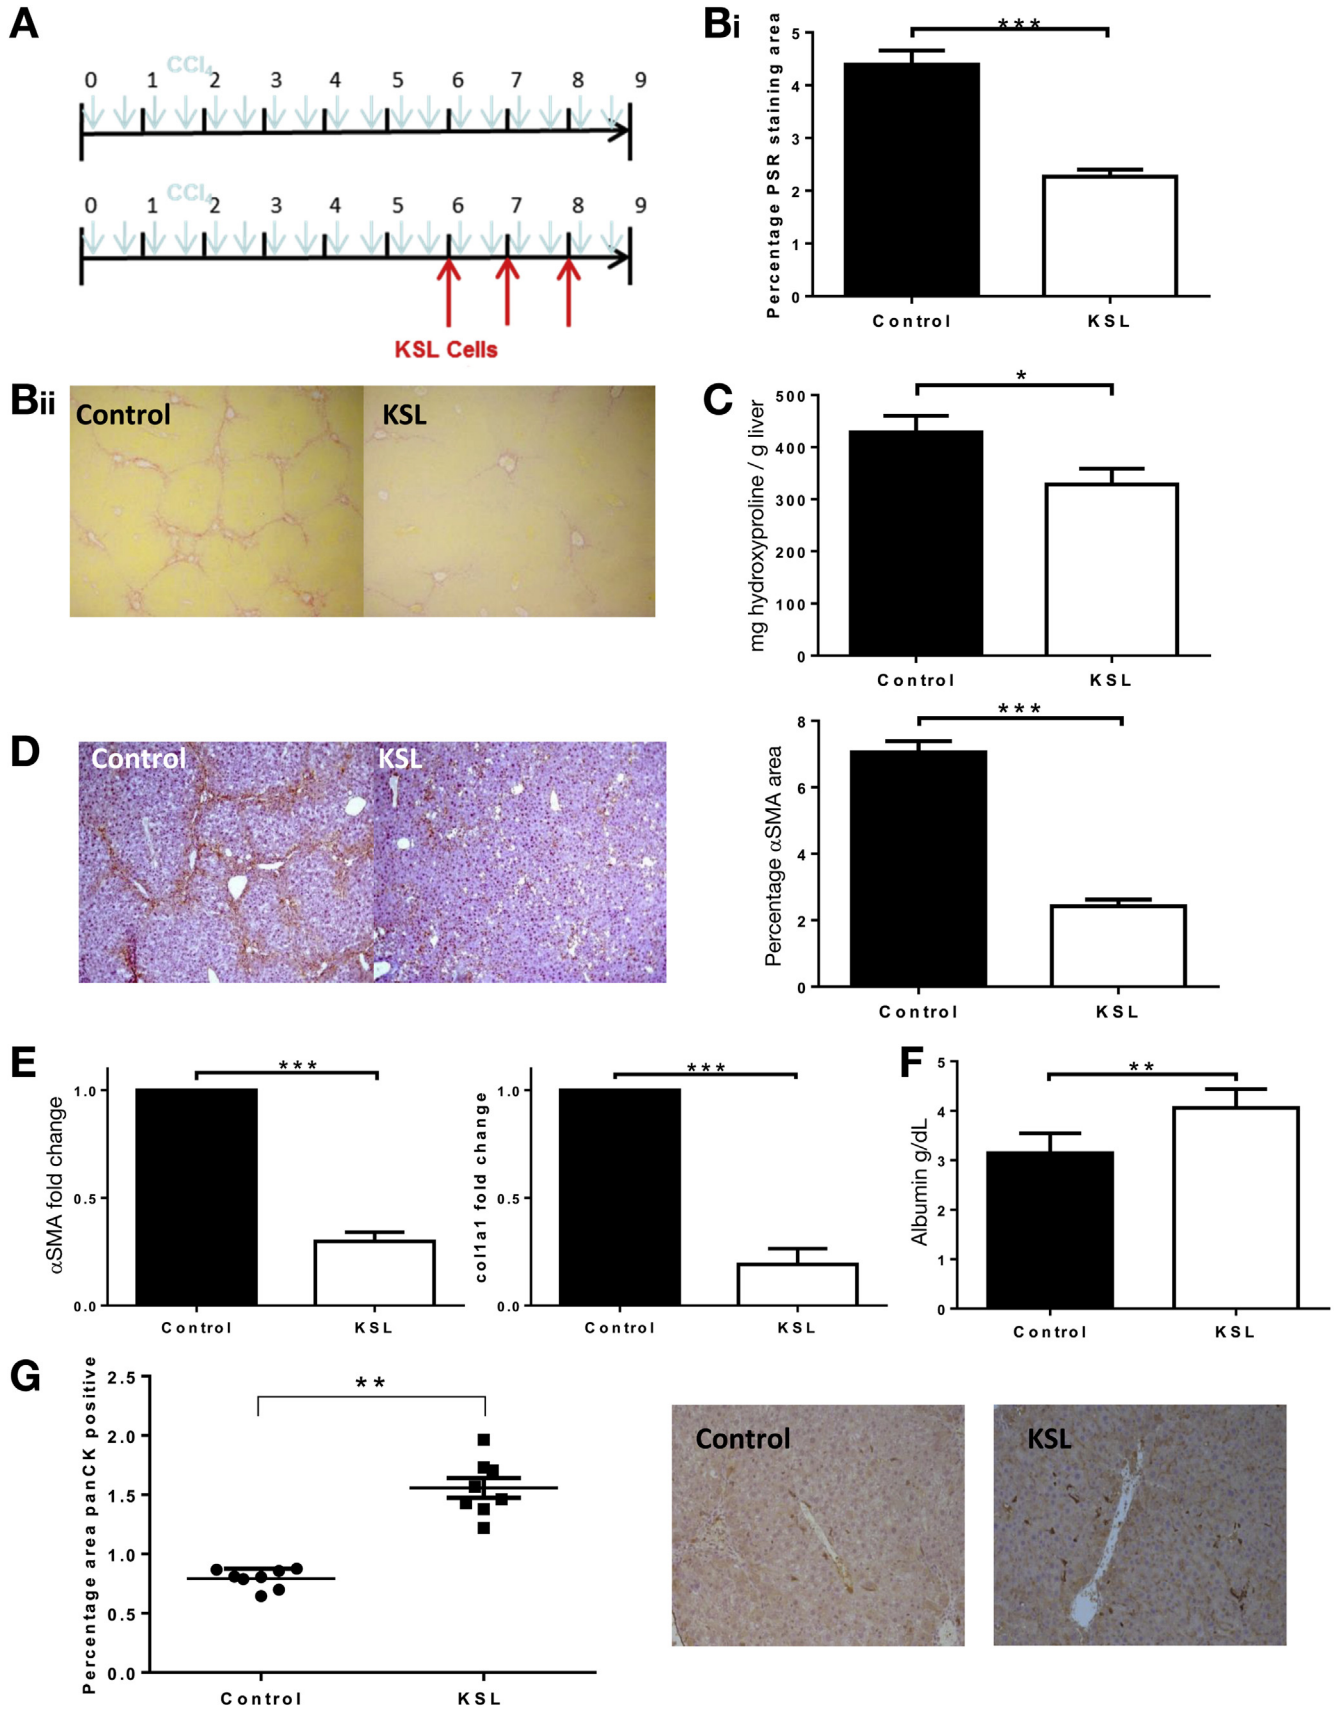 A
CCl4
0 1 2 3 4 5 6 7 8 9
CCl4
0 1 2 3 4 5 6 7 8 9
KSL Cells
Bi
Percentage PSR staining area
***
5
4
3
2
1
0
Control KSL
Bii
Control KSL
C
mg hydroxyproline / g liver
*
500
400
300
200
100
0
Control KSL
D
Control KSL
Percentage αSMA area
***
8
6
4
2
0
Control KSL
E
αSMA fold change
***
1.0
0.5
0.0
Control KSL
col1a1 fold change
***
1.0
0.5
0.0
Control KSL
F
Albumin g/dL
**
5
4
3
2
1
0
Control KSL
G
Percentage area panCK positive
**
2.5
2.0
1.5
1.0
0.5
0.0
Control KSL
Control KSL